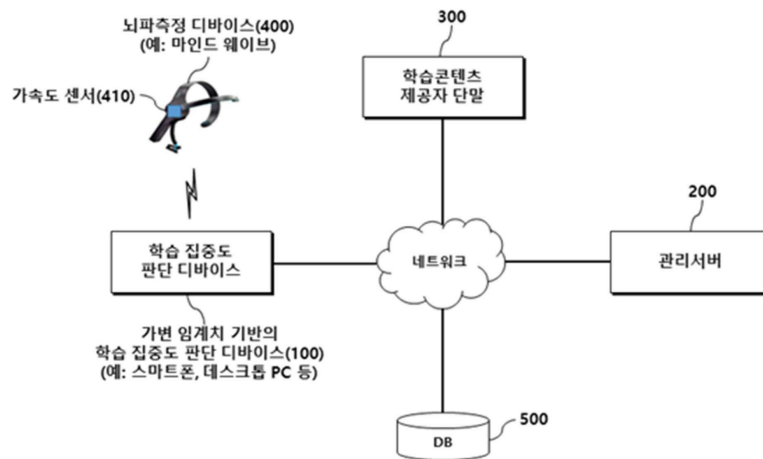 뇌파측정 디바이스(400)
(예: 마인드 웨이브)
가속도 센서(410)
300
학습콘텐츠
제공자 단말
200
학습 집중도
판단 디바이스
네트워크
관리서버
가변 임계치 기반의
학습 집중도 판단 디바이스(100)
(예: 스마트폰, 데스크톱 PC 등)
500
DB